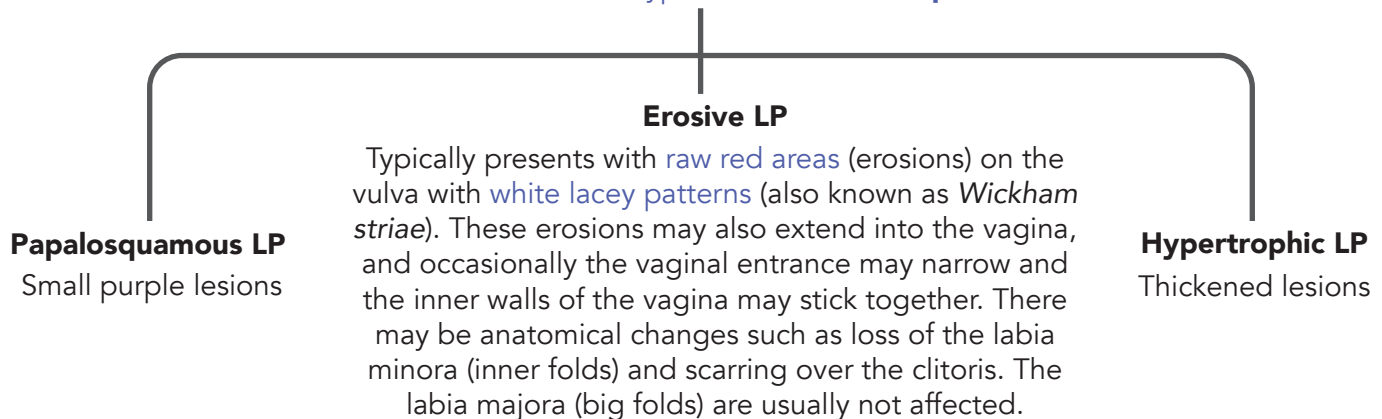 Erosive LP
Typically presents with raw red areas (erosions) on the
vulva with white lacey patterns (also known as Wickham
striae). These erosions may also extend into the vagina,
and occasionally the vaginal entrance may narrow and
the inner walls of the vagina may stick together. There
may be anatomical changes such as loss of the labia
minora (inner folds) and scarring over the clitoris. The
labia majora (big folds) are usually not affected.
Papalosquamous LP
Small purple lesions
Hypertrophic LP
Thickened lesions